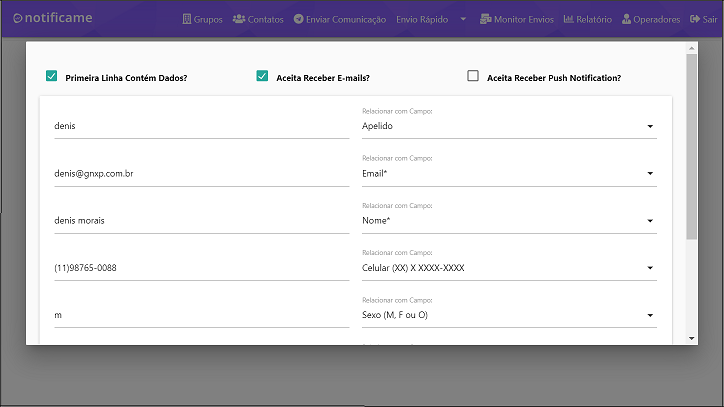 notificame Grupos Contatos Enviar Comunicação Envio Rápido Monitor Envios Relatório Operadores Sair
Primeira Linha Contém Dados? Aceita Receber E-mails? Aceita Receber Push Notification?
Relacionar com Campo:
denis Apelido
Relacionar com Campo:
denis@gnxp.com.br Email*
Relacionar com Campo:
denis morais Nome*
Relacionar com Campo:
(11)98765-0088 Celular (XX) X XXXX-XXXX
Relacionar com Campo:
m Sexo (M, F ou O)